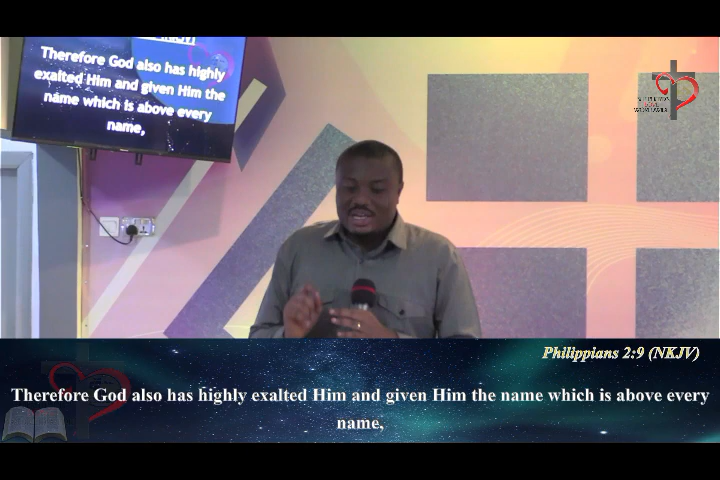 Therefore God also has highly
exalted Him and given Him the
name which is above every
name,
LOVE
WORLDWIDE
Philippians 2:9 (NKJV)
Therefore God also has highly exalted Him and given Him the name which is above every
name,